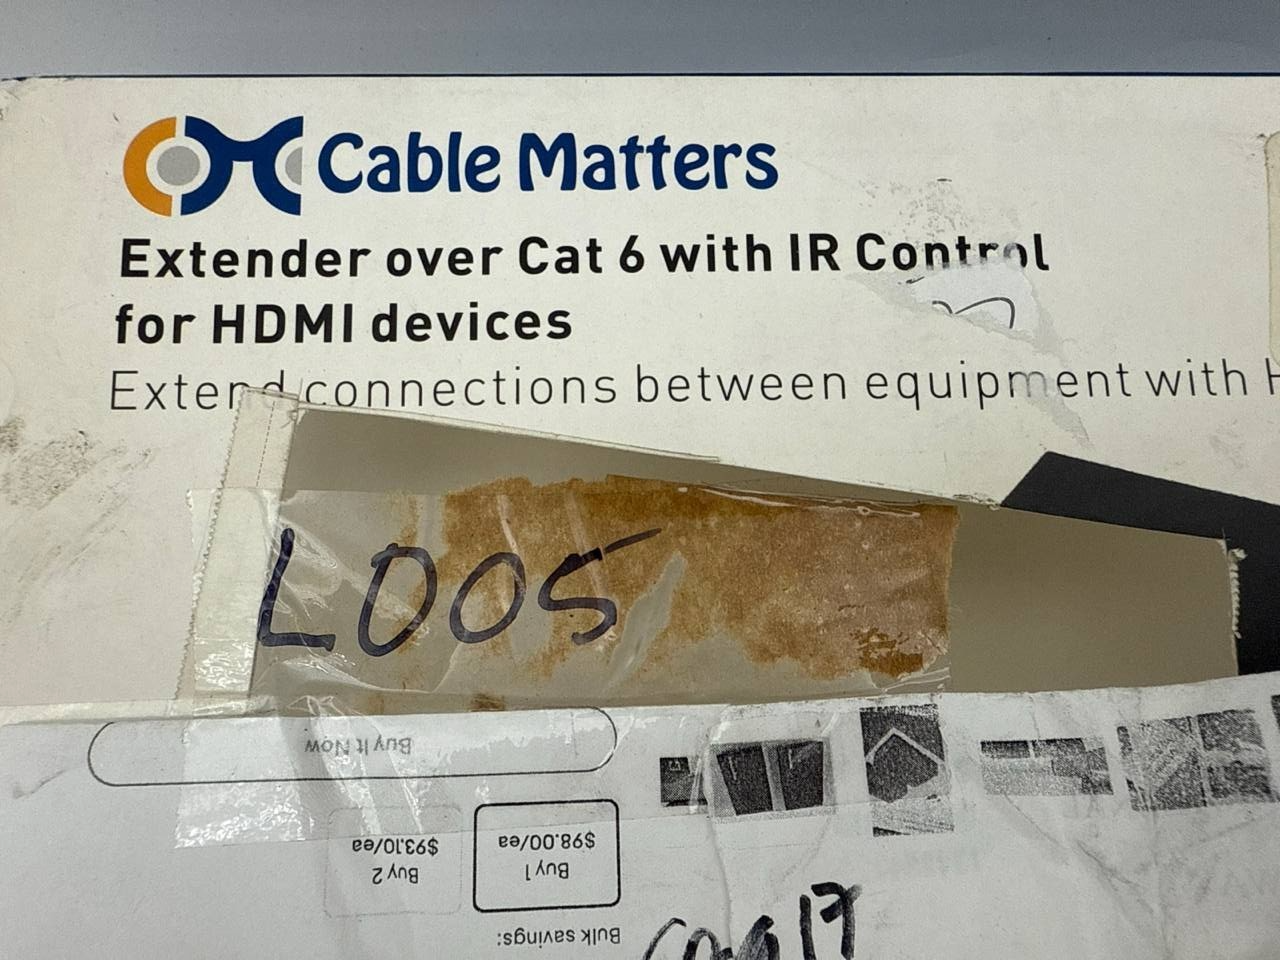 Cable Matters
Extender over Cat 6 with IR Control
for HDMI devices
Extend connections between equipment with
L005
Buy It Now
$93.10/ea
Buy 2
$98.00/ea
Buy 1
Bulk savings: